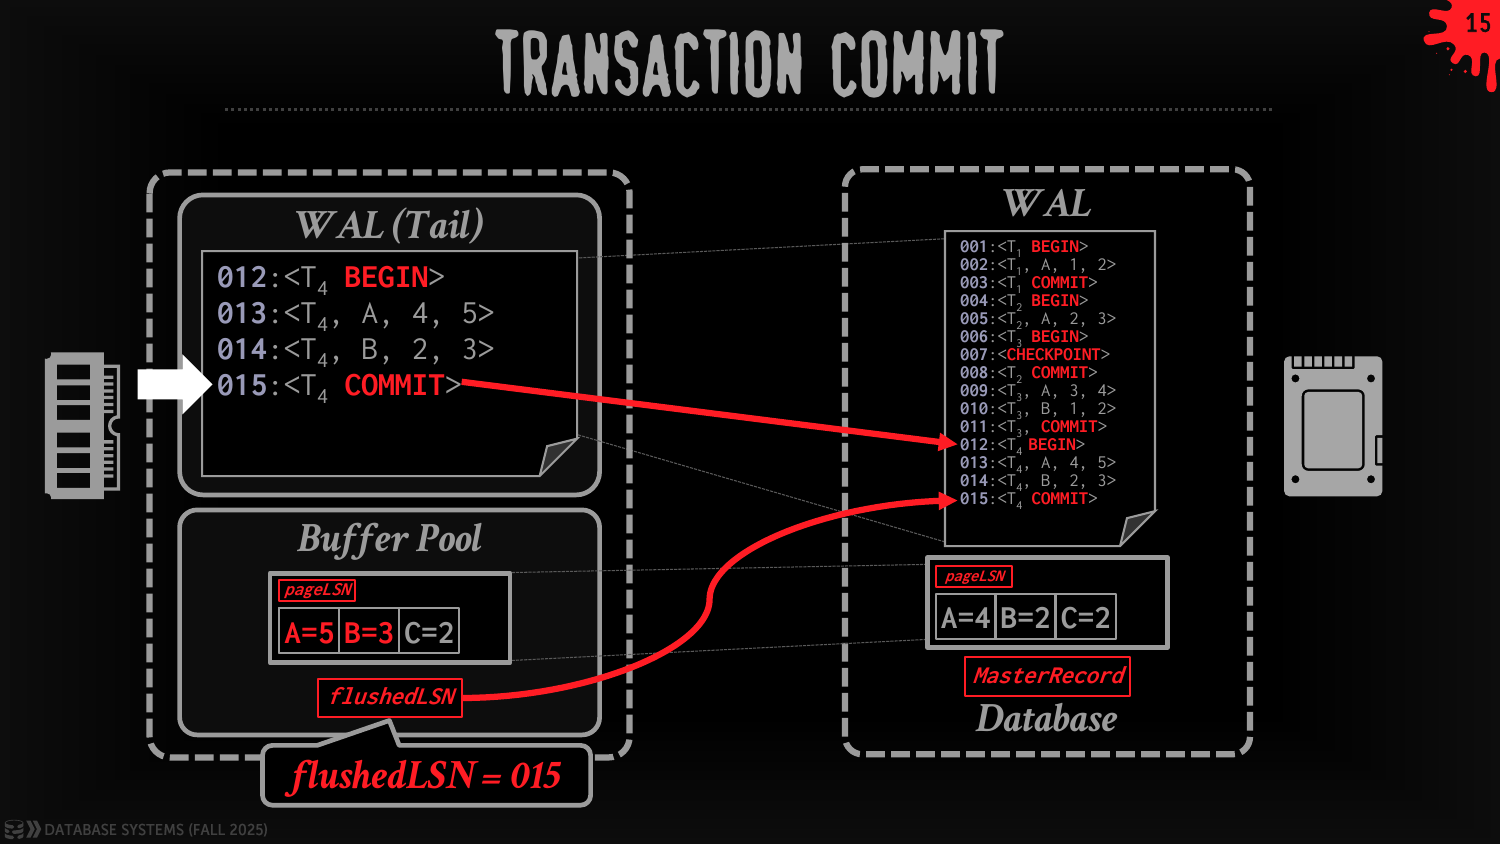 15
TRANSACTION COMMIT
WAL (Tail)
012:<T4 BEGIN>
013:<T4, A, 4, 5>
014:<T4, B, 2, 3>
015:<T4 COMMIT>
Buffer Pool
pageLSN
A=5 B=3 C=2
flushedLSN
flushedLSN = 015
WAL
001:<T1 BEGIN>
002:<T1, A, 1, 2>
003:<T1 COMMIT>
004:<T2 BEGIN>
005:<T2, A, 2, 3>
006:<T3 BEGIN>
007:<CHECKPOINT>
008:<T2 COMMIT>
009:<T3, A, 3, 4>
010:<T3, B, 1, 2>
011:<T3, COMMIT>
012:<T4 BEGIN>
013:<T4, A, 4, 5>
014:<T4, B, 2, 3>
015:<T4 COMMIT>
pageLSN
A=4 B=2 C=2
MasterRecord
Database
DATABASE SYSTEMS (FALL 2025)